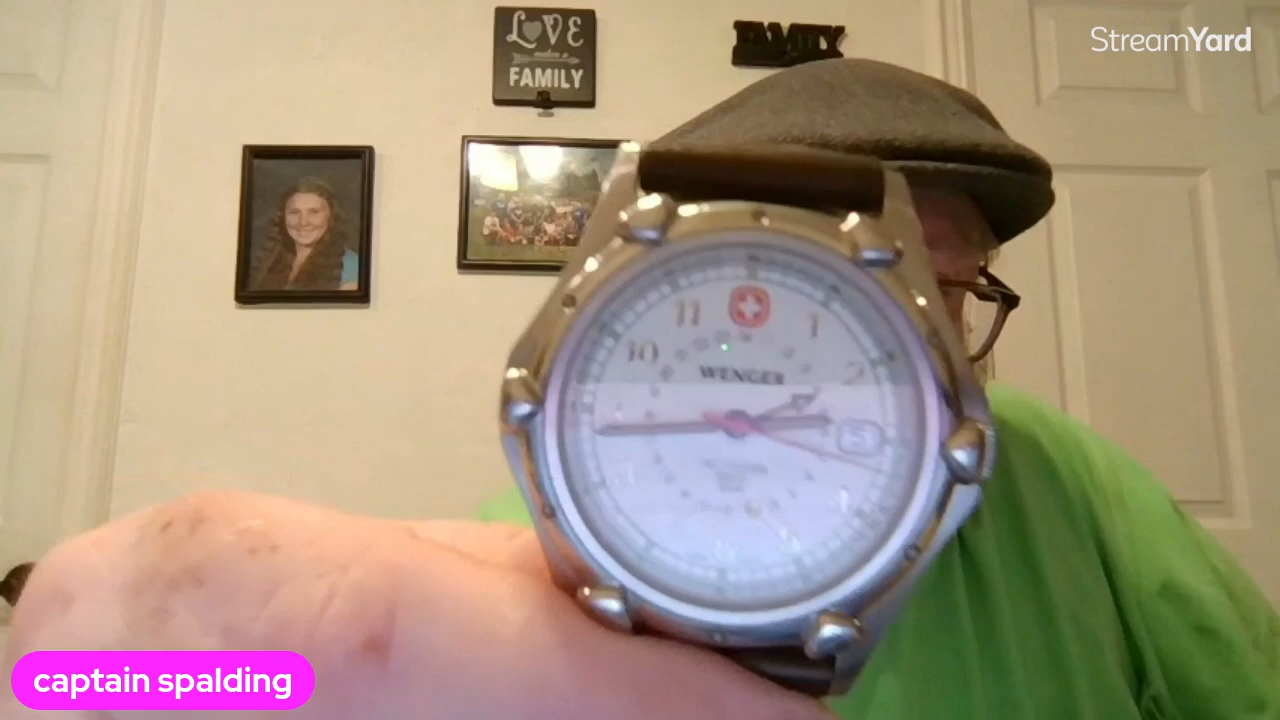 LOVE
makes a
FAMILY
FAMILY
StreamYard
11
1
10
2
WENGER
5
captain spalding